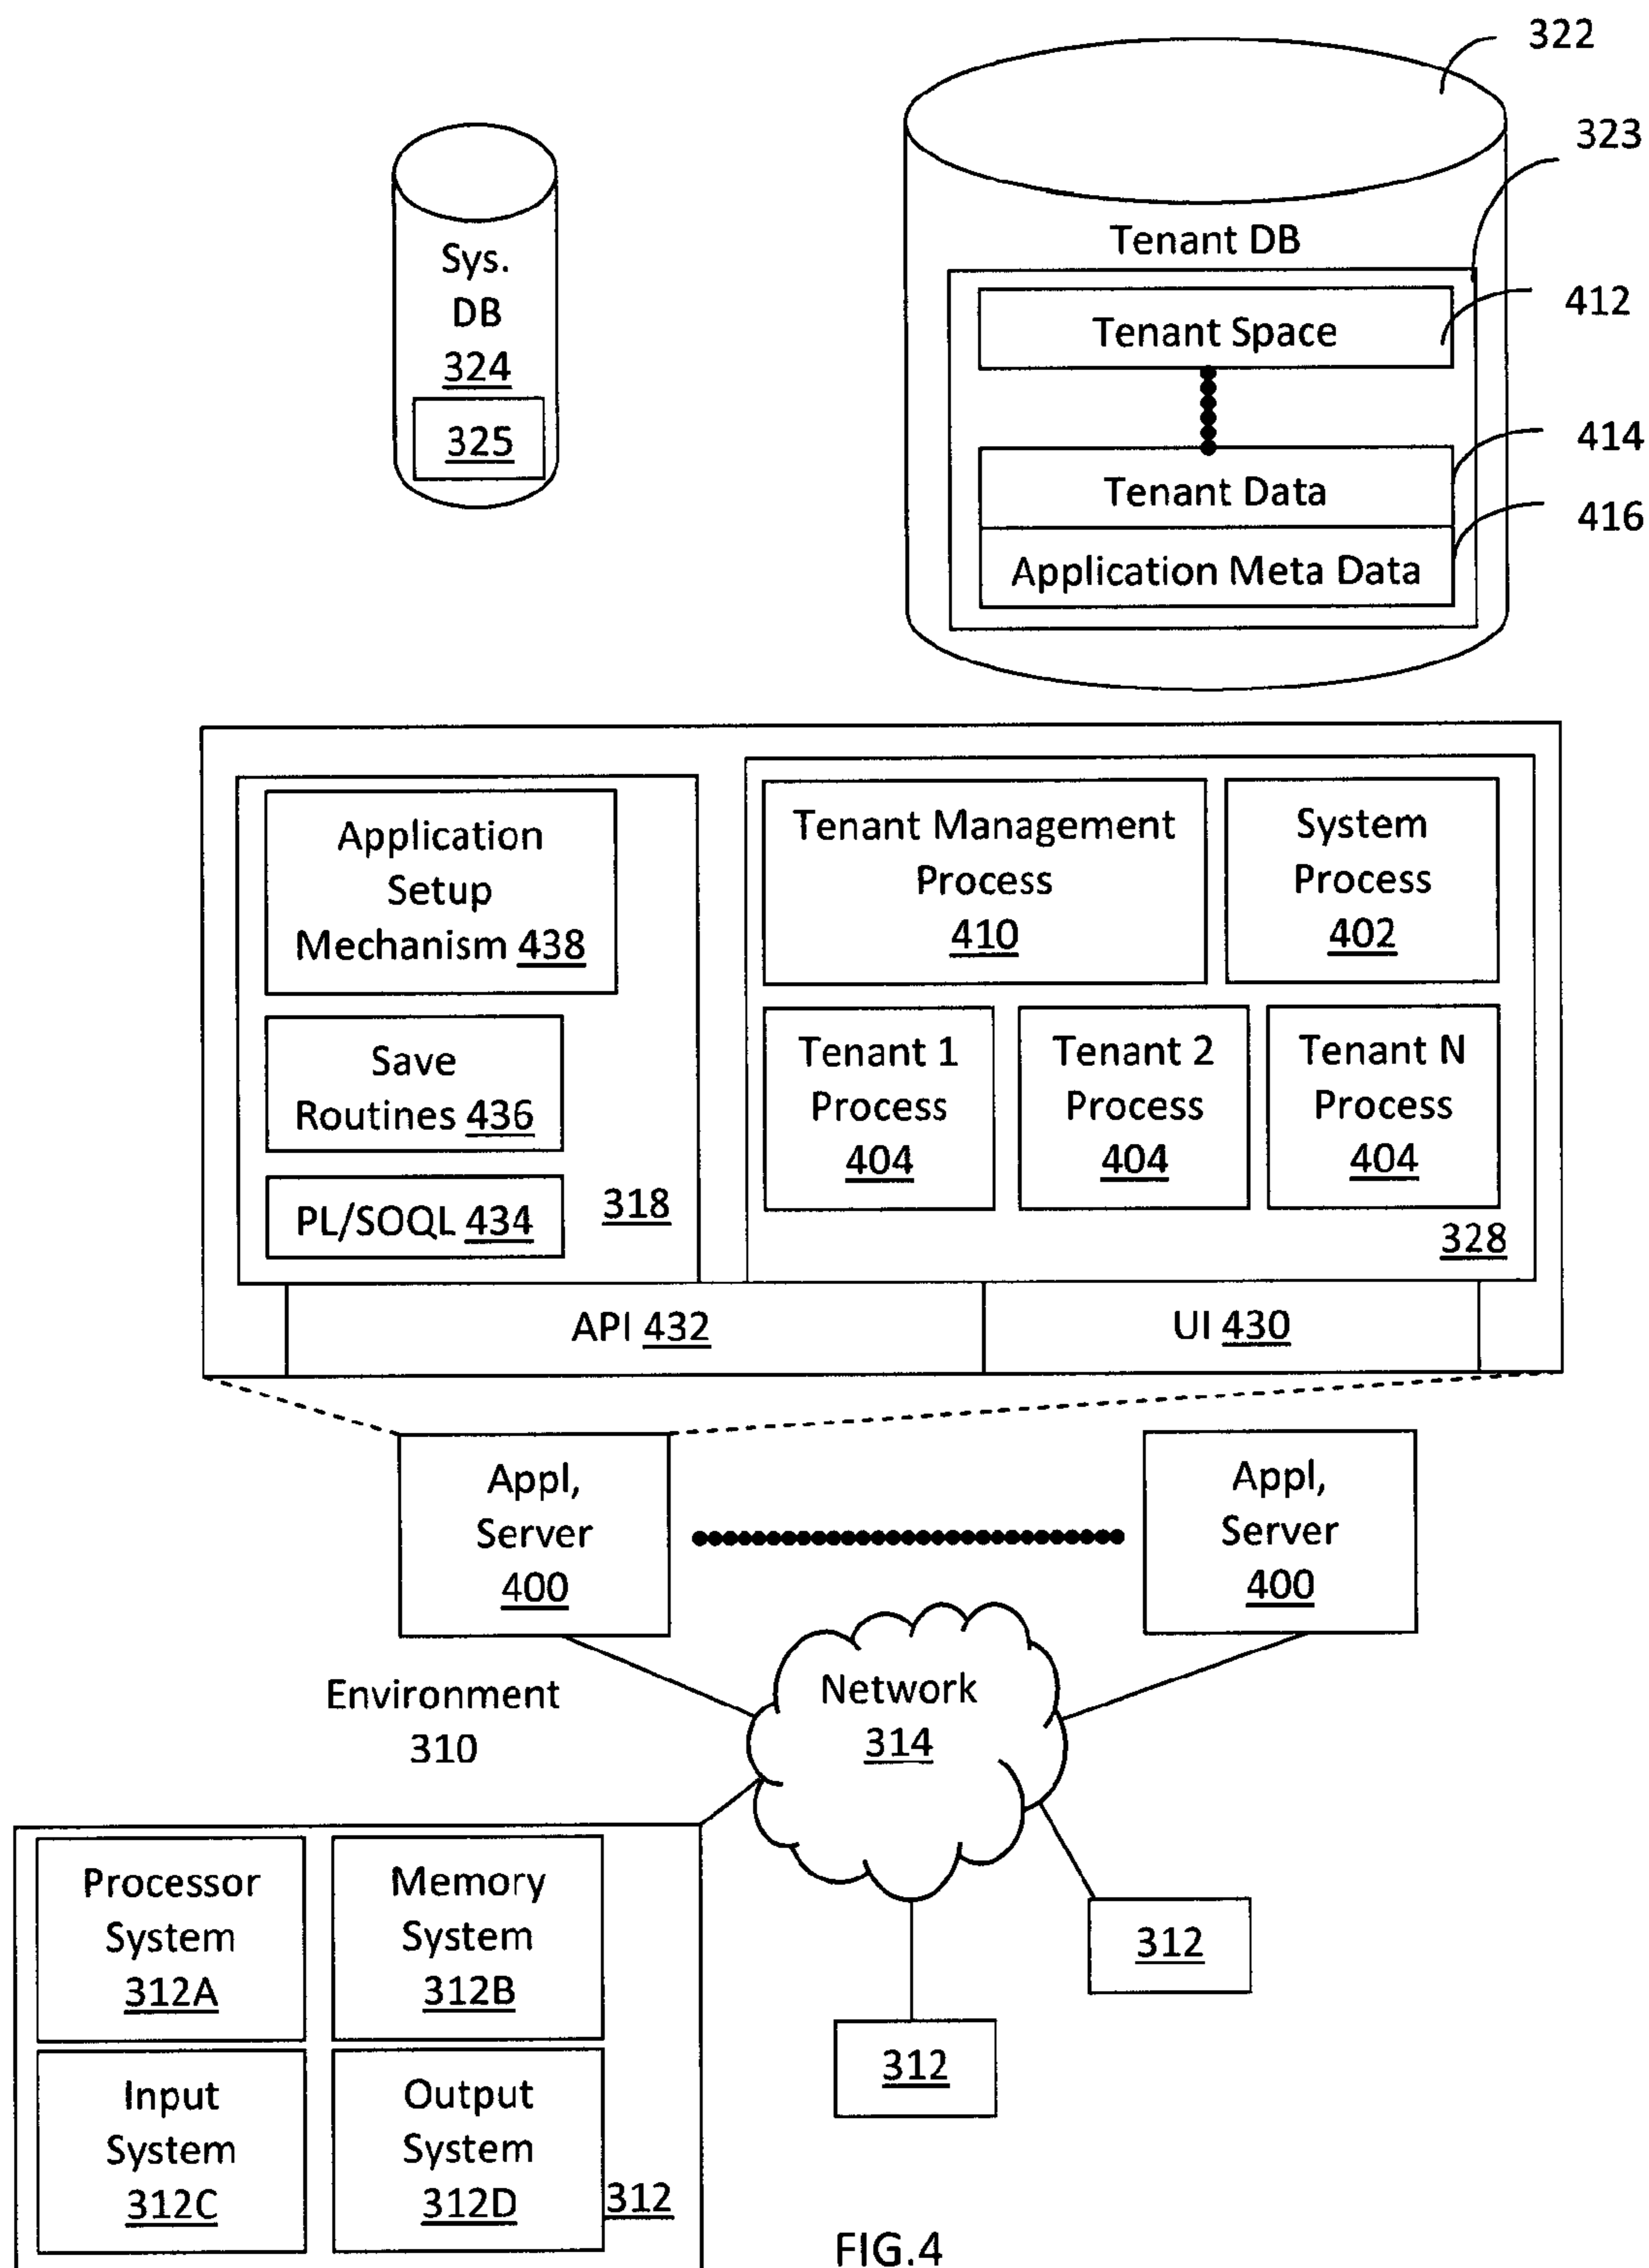 322
323
Sys.
DB
324
325
Tenant DB
Tenant Space
412
414
Tenant Data
416
Application Meta Data
Application
Setup
Mechanism 438
Save
Routines 436
PL/SOQL 434
318
Tenant Management
Process
410
System
Process
402
Tenant 1
Process
404
Tenant 2
Process
404
Tenant N
Process
404
328
API 432
UI 430
Appl,
Server
400
Appl,
Server
400
Environment
310
Network
314
Processor
System
312A
Memory
System
312B
Input
System
312C
Output
System
312D
312
312
312
FIG.4